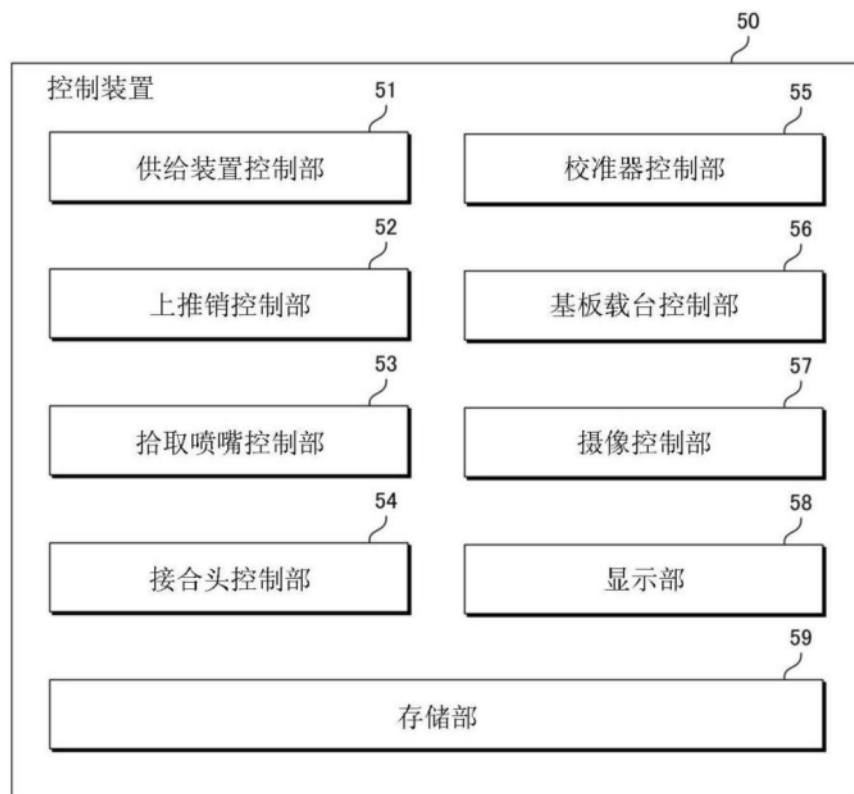 50
控制装置
51
供给装置控制部
55
校准器控制部
52
上推销控制部
56
基板载台控制部
53
拾取喷嘴控制部
57
摄像控制部
54
接合头控制部
58
显示部
59
存储部